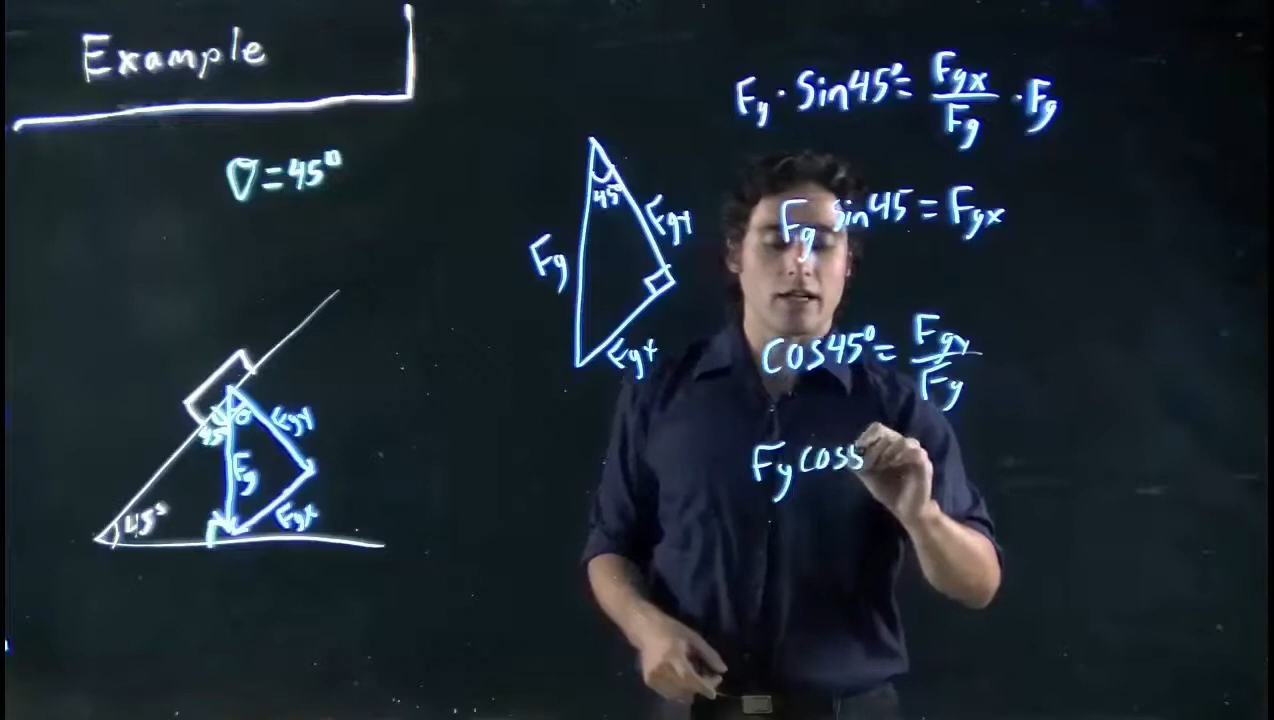 Example
θ = 45°
Fg · Sin45° = Fgx / Fg · Fg
45°
Fgy
Fg
Fgx
Fg sin45 = Fgx
Cos45° = Fgy / Fg
Fg cos
θ
Fgy
45
Fg
Fgx
45°